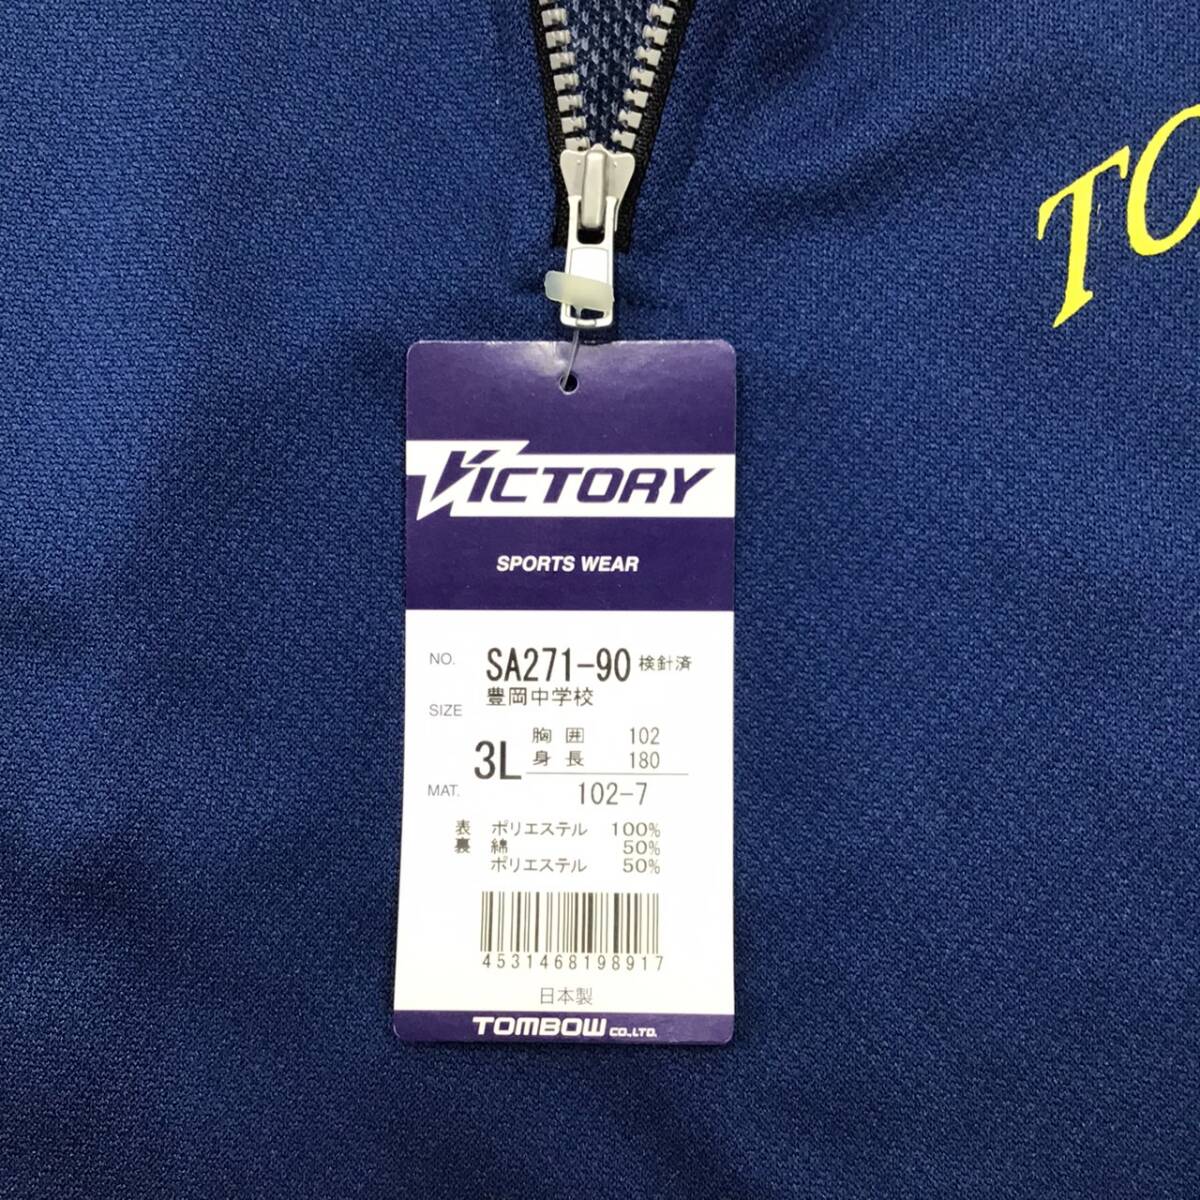 TO
VICTORY
SPORTS WEAR
NO. SA271-90 検針済
豊岡中学校
SIZE 3L 胸囲 102
身長 180
MAT. 102-7
表 ポリエステル 100%
裏 綿 50%
ポリエステル 50%
4531468198917
日本製
TOMBOW CO.,LTD.